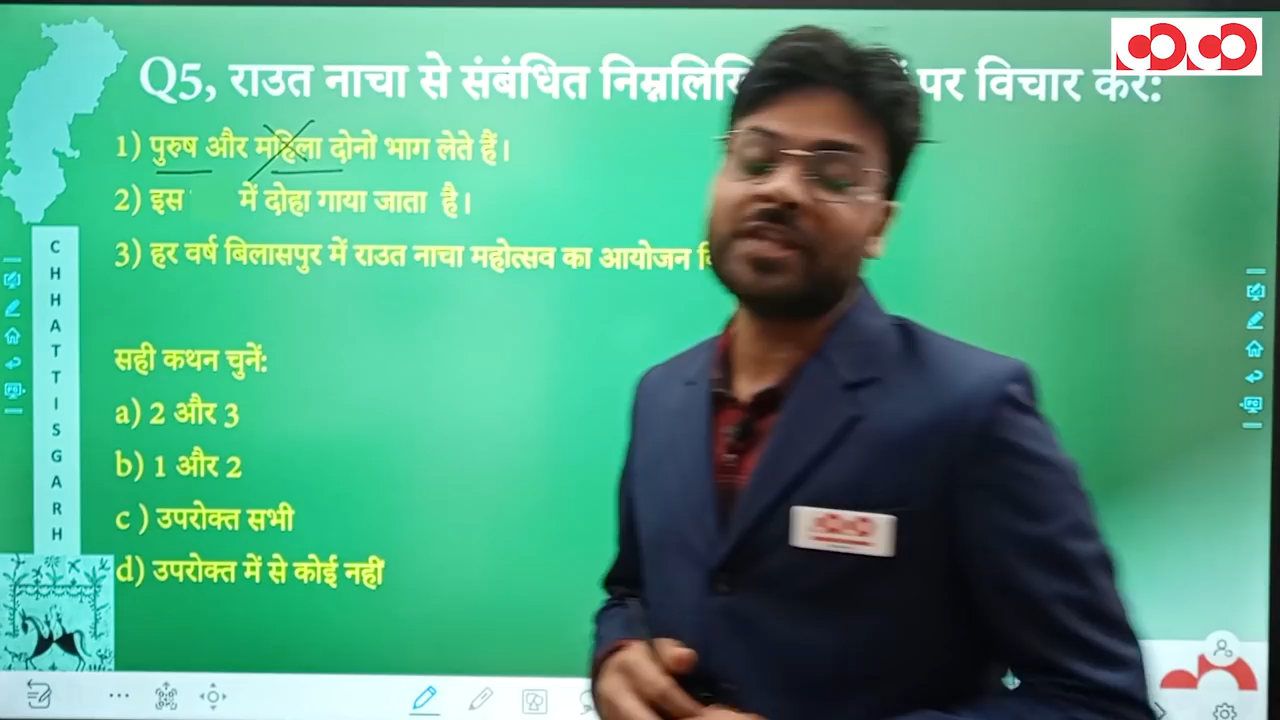 Q5, राउत नाचा से संबंधित पर विचार करें:
1) पुरुष और महिला दोनों भाग लेते हैं।
2) इस में दोहा गाया जाता है।
3) हर वर्ष बिलासपुर में राउत नाचा महोत्सव का आयोजन
सही कथन चुनें:
a) 2 और 3
b) 1 और 2
c ) उपरोक्त सभी
d) उपरोक्त में से कोई नहीं
CHHATTISGARH